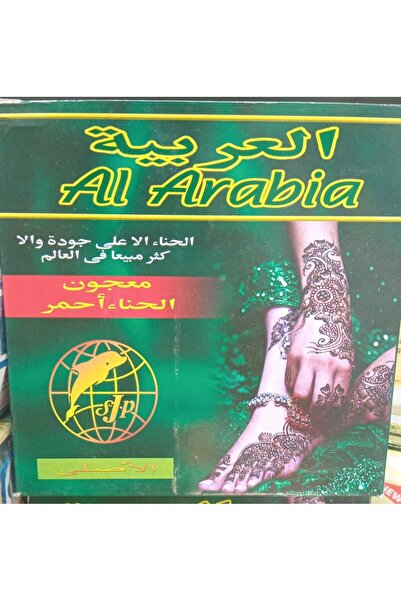 العربية
Al Arabia
الحناء الا على جودة والا
كثر مبيعا فى العالم
معجون
الحناء أحمر
sJp
الأصلي